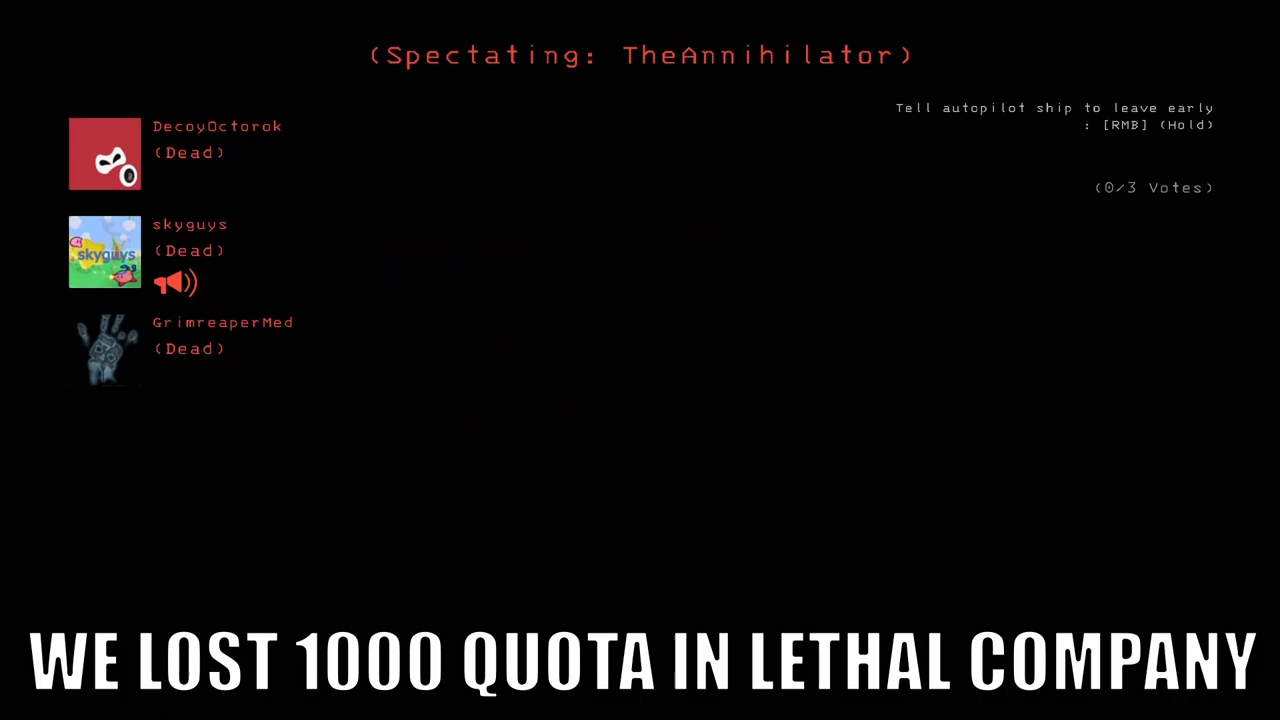 (Spectating: TheAnnihilator)
Tell autopilot ship to leave early
: [RMB] (Hold)
(0/3 Votes)
DecoyOctorok
(Dead)
skyguys
(Dead)
skyguys
GrimreaperMed
(Dead)
WE LOST 1000 QUOTA IN LETHAL COMPANY